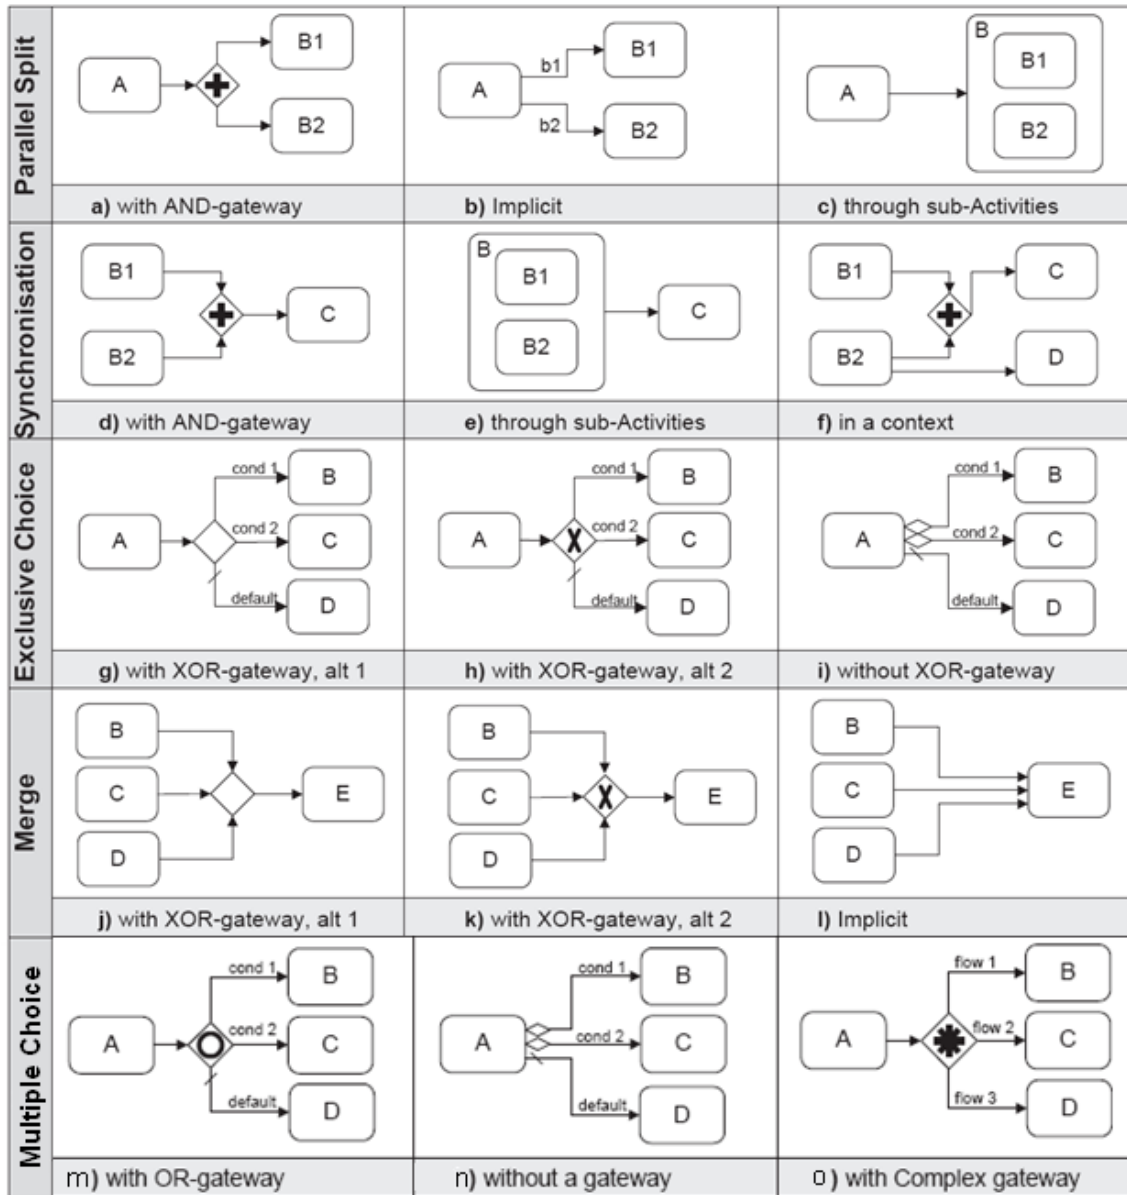 Parallel Split
A
B1
B2
a) with AND-gateway
A
b1
b2
B1
B2
b) Implicit
A
B
B1
B2
c) through sub-Activities
Synchronisation
B1
B2
C
d) with AND-gateway
B
B1
B2
C
e) through sub-Activities
B1
B2
C
D
f) in a context
Exclusive Choice
A
cond 1
cond 2
default
B
C
D
g) with XOR-gateway, alt 1
A
X
cond 1
cond 2
default
B
C
D
h) with XOR-gateway, alt 2
A
cond 1
cond 2
default
B
C
D
i) without XOR-gateway
Merge
B
C
D
E
j) with XOR-gateway, alt 1
B
C
D
X
E
k) with XOR-gateway, alt 2
B
C
D
E
l) Implicit
Multiple Choice
A
cond 1
cond 2
default
B
C
D
m) with OR-gateway
A
cond 1
cond 2
default
B
C
D
n) without a gateway
A
flow 1
flow 2
flow 3
B
C
D
o) with Complex gateway